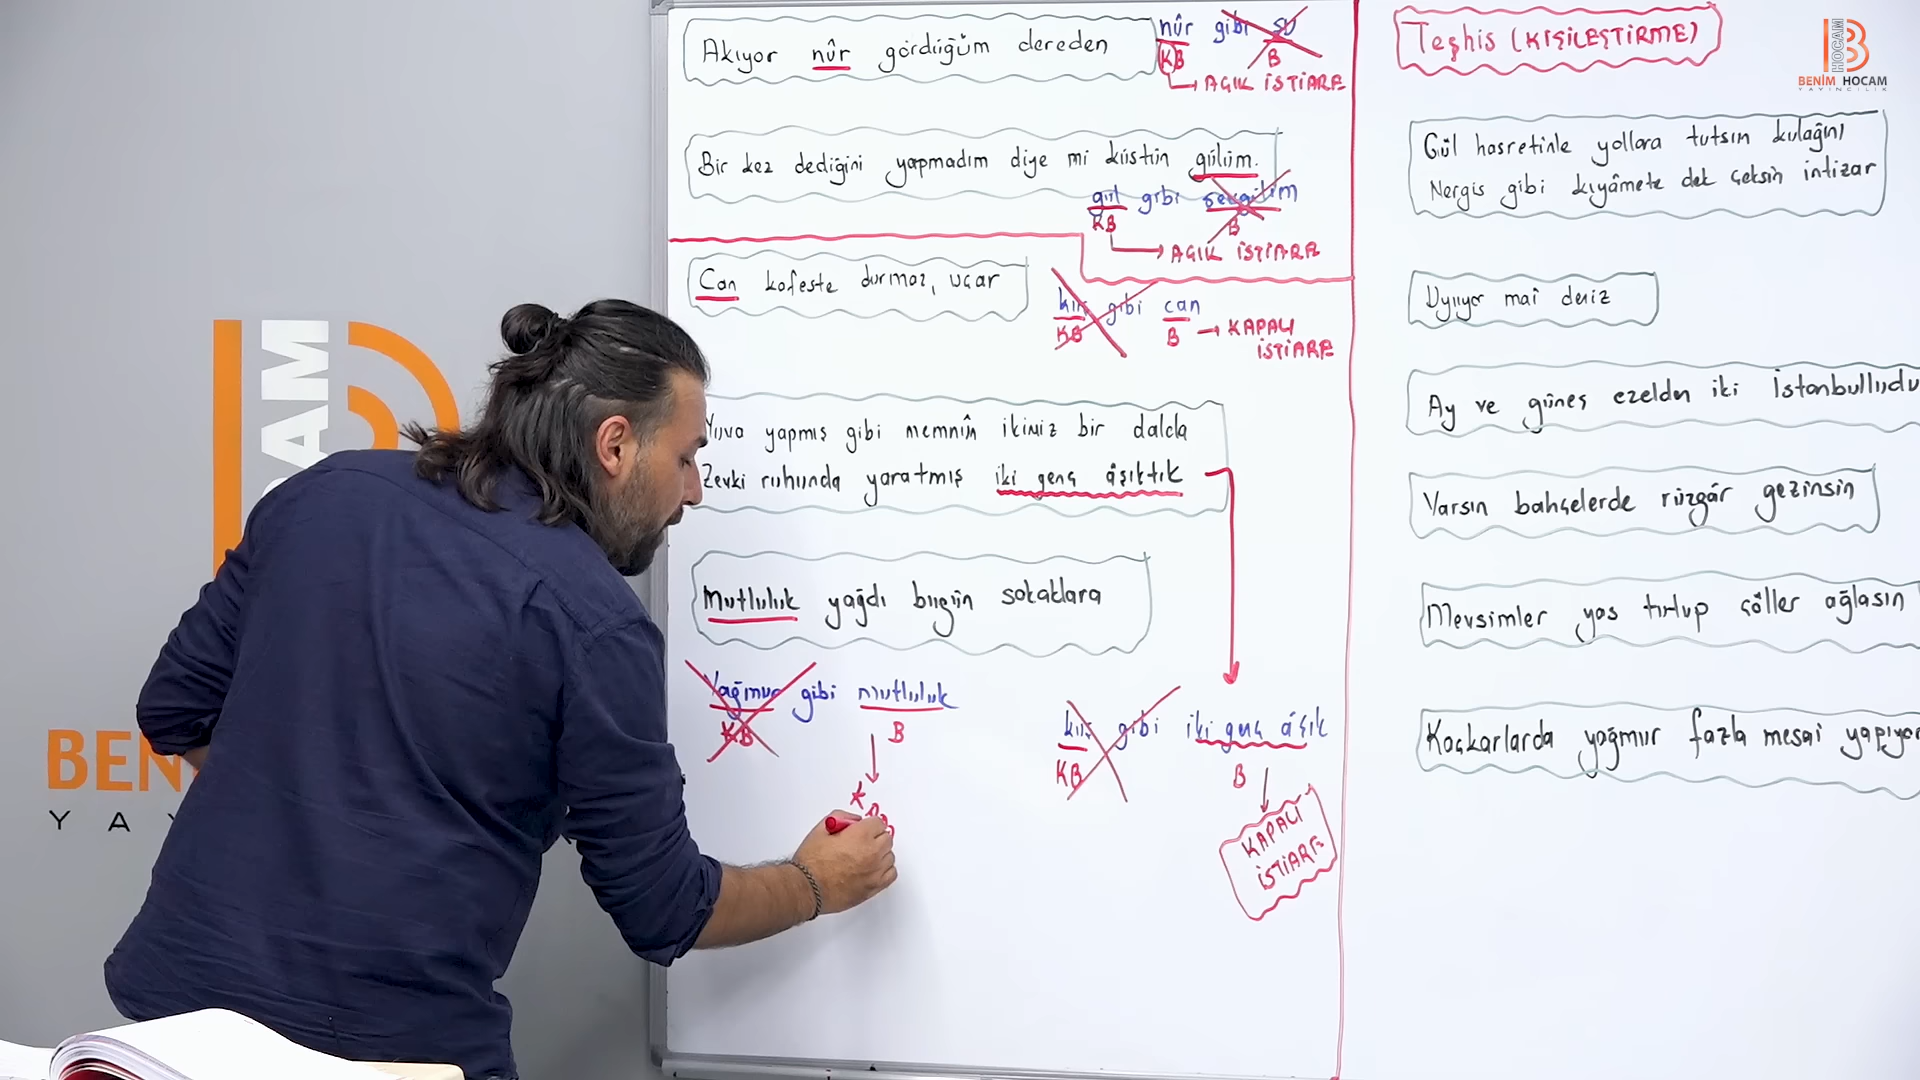 Akıyor nûr gördüğüm dereden
nûr gibi su
KB B
AÇIK İSTİARE
Bir kez dediğini yapmadım diye mi küstün gülüm.
gül gibi sevgilim
KB B
AÇIK İSTİARE
Can kafeste durmaz, uçar
kuş gibi can
KB B → KAPALI
İSTİARE
Yuva yapmış gibi memnûn ikimiz bir dalda
Zevki ruhunda yaratmış iki genç âşıktık
Mutluluk yağdı bugün sokaklara
Yağmur gibi mutluluk
KB B
kuş gibi iki genç âşık
KB B
KAPALI
İSTİARE
Teşhis (KİŞİLEŞTİRME)
Gül hasretinle yollara tutsın kulağını
Nergis gibi kıyâmete dek çeksin intizar
Uyuyor mai deniz
Ay ve güneş ezelden iki İstanbulludu
Varsın bahçelerde rüzgâr gezinsin
Mevsimler yas tutup çöller ağlasın
Kaçkarlarda yağmur fazla mesai yapıyor
BENİM HOCAM
YAYINCILIK